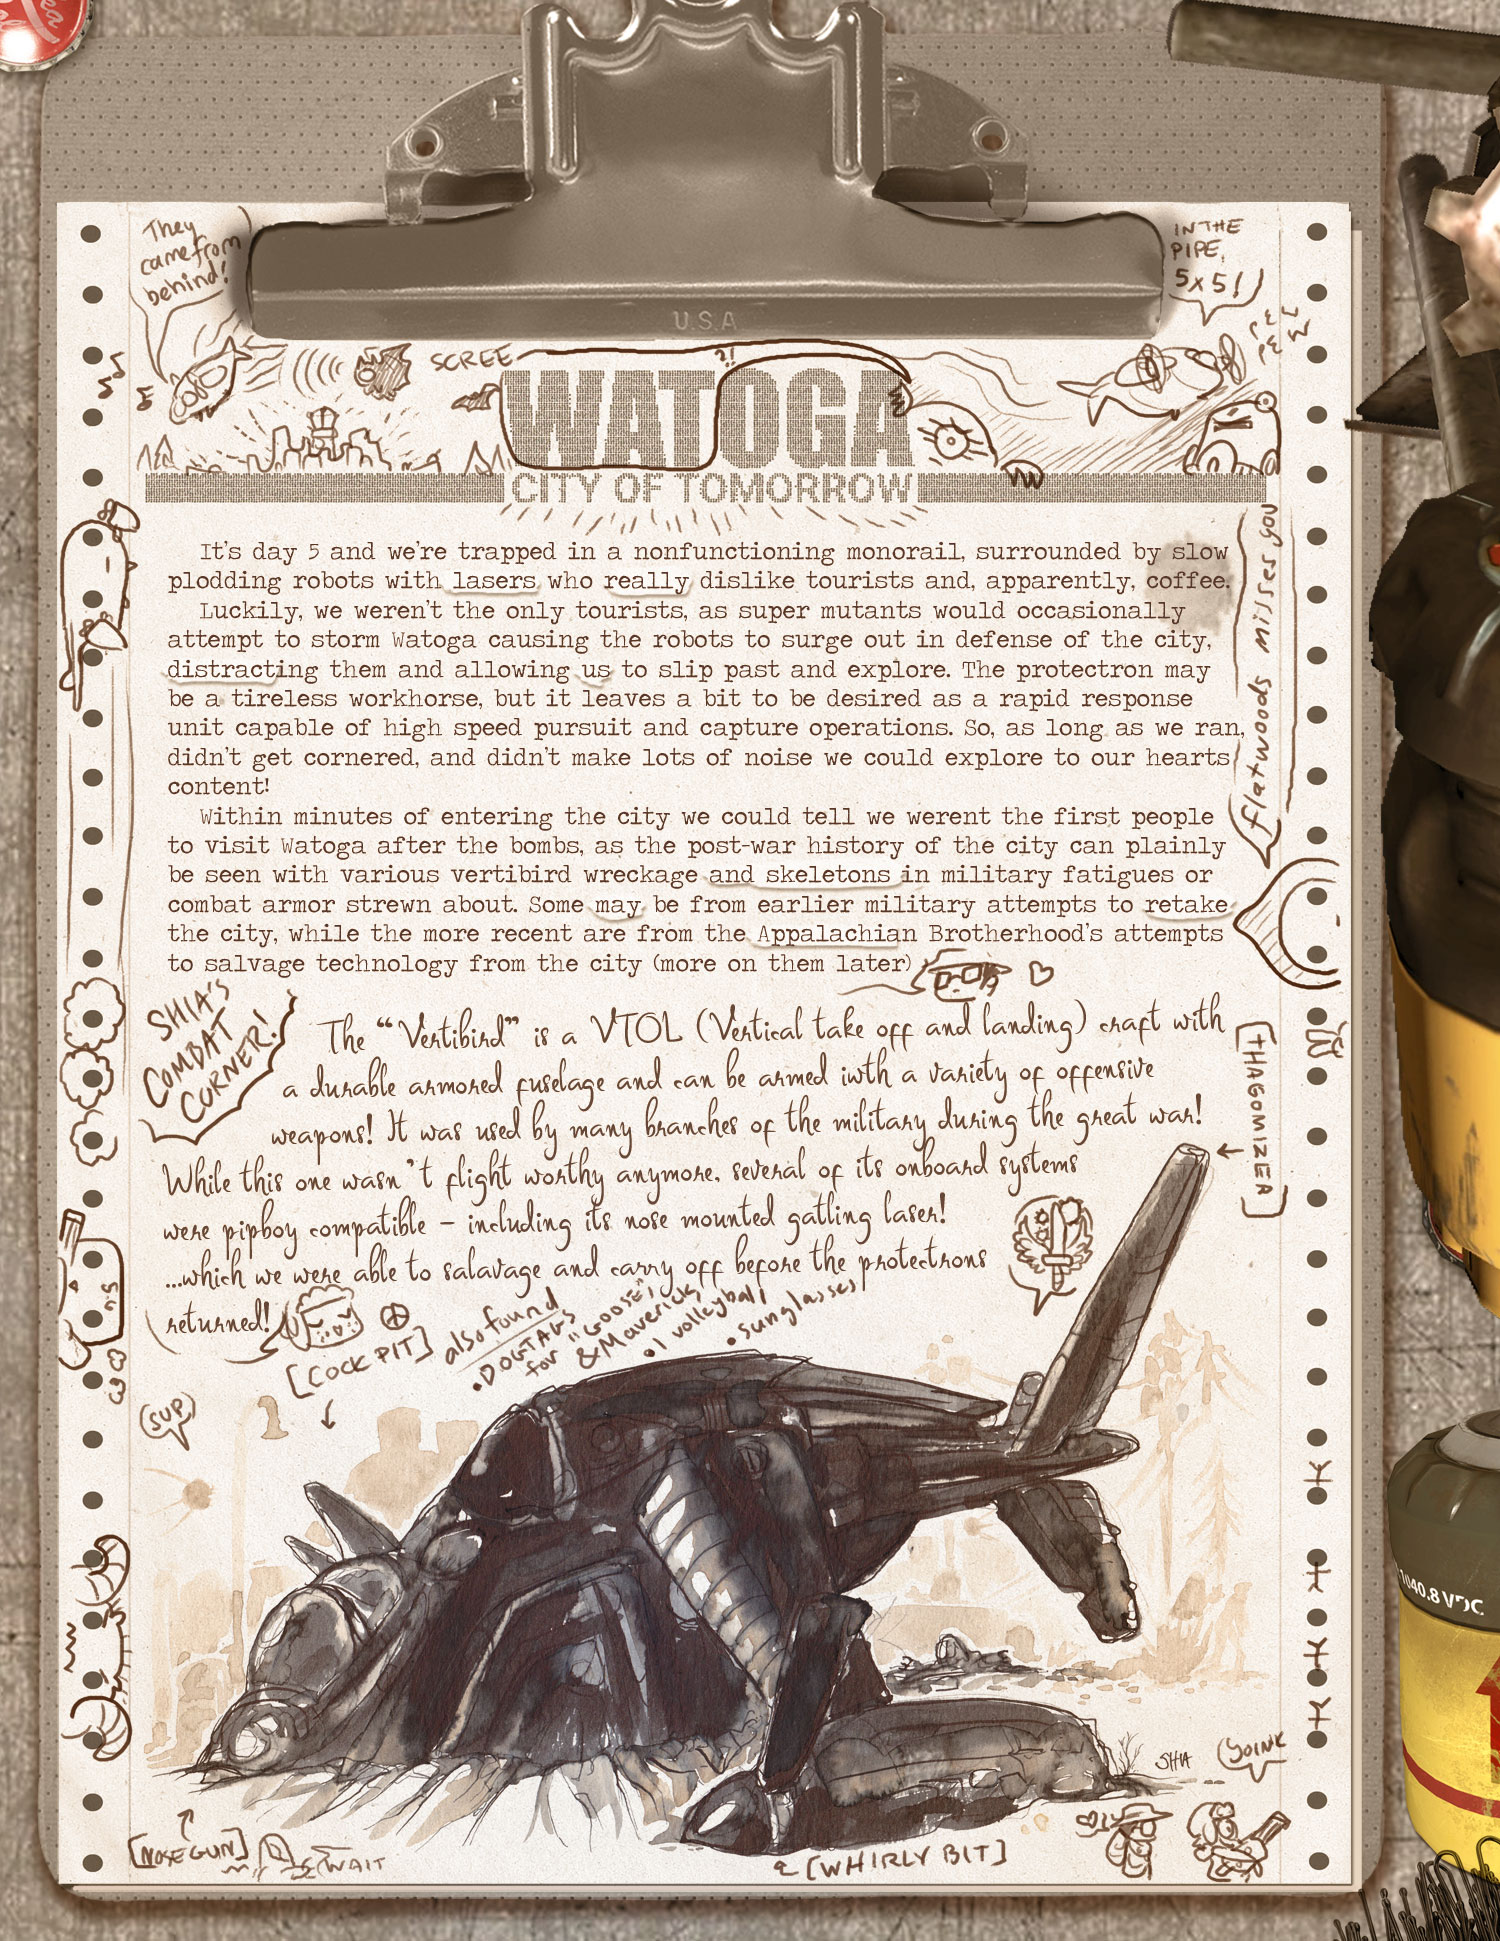 They
came from
behind!
IN THE
PIPE,
5x5!
U.S.A
SCREE
?!
WATOGA
CITY OF TOMORROW
It's day 5 and we're trapped in a nonfunctioning monorail, surrounded by slow
plodding robots with lasers who really dislike tourists and, apparently, coffee.
Luckily, we weren't the only tourists, as super mutants would occasionally
attempt to storm Watoga causing the robots to surge out in defense of the city,
distracting them and allowing us to slip past and explore. The protectron may
be a tireless workhorse, but it leaves a bit to be desired as a rapid response
unit capable of high speed pursuit and capture operations. So, as long as we ran,
didn't get cornered, and didn't make lots of noise we could explore to our hearts
content!
Within minutes of entering the city we could tell we werent the first people
to visit Watoga after the bombs, as the post-war history of the city can plainly
be seen with various vertibird wreckage and skeletons in military fatigues or
combat armor strewn about. Some may be from earlier military attempts to retake
the city, while the more recent are from the Appalachian Brotherhood's attempts
to salvage technology from the city (more on them later)
flatwoods misses you
SHIA'S
COMBAT
CORNER!
The "Vertibird" is a VTOL (Vertical take off and landing) craft with
a durable armored fuselage and can be armed iwth a variety of offensive
weapons! It was used by many branches of the military during the great war!
While this one wasn't flight worthy anymore, several of its onboard systems
were pipboy compatible - including its nose mounted gatling laser!
...which we were able to salavage and carry off before the protectrons
returned!
[THAGOMIZEA]
[COCK PIT]
also found
• DOGTAGS
for "GOOSE"
& Maverick
• 1 volleyball
• sunglasses
SUP
1040.8 VDC
SHIA
YOINK
[NOSE GUN]
WAIT
[WHIRLY BIT]